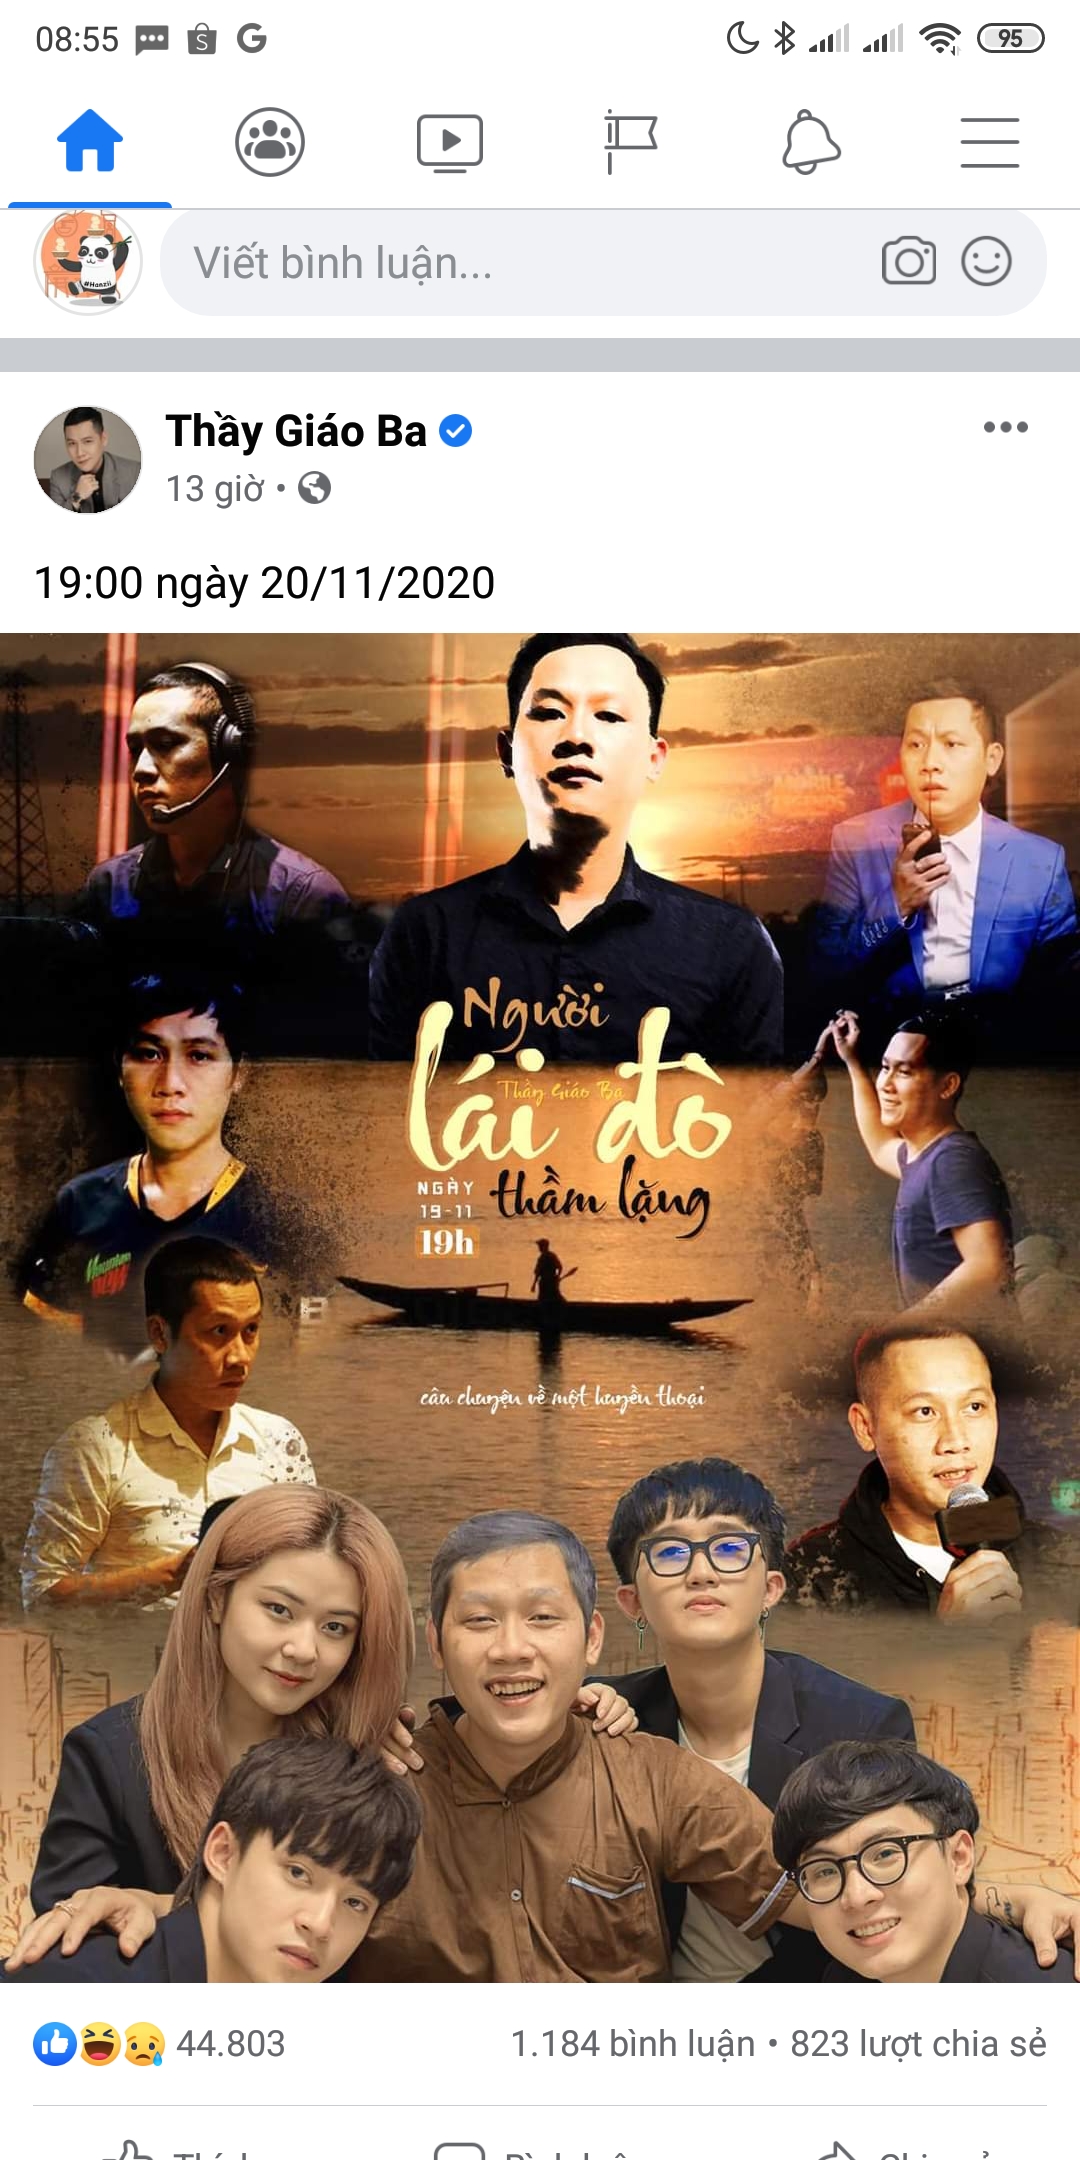 08:55
95
Viết bình luận...
#Hanzii
Thầy Giáo Ba
13 giờ
19:00 ngày 20/11/2020
Người
lái đò
Thầy Giáo Ba
thầm lặng
NGÀY
19-11
19h
câu chuyện về một huyền thoại
44.803
1.184 bình luận • 823 lượt chia sẻ